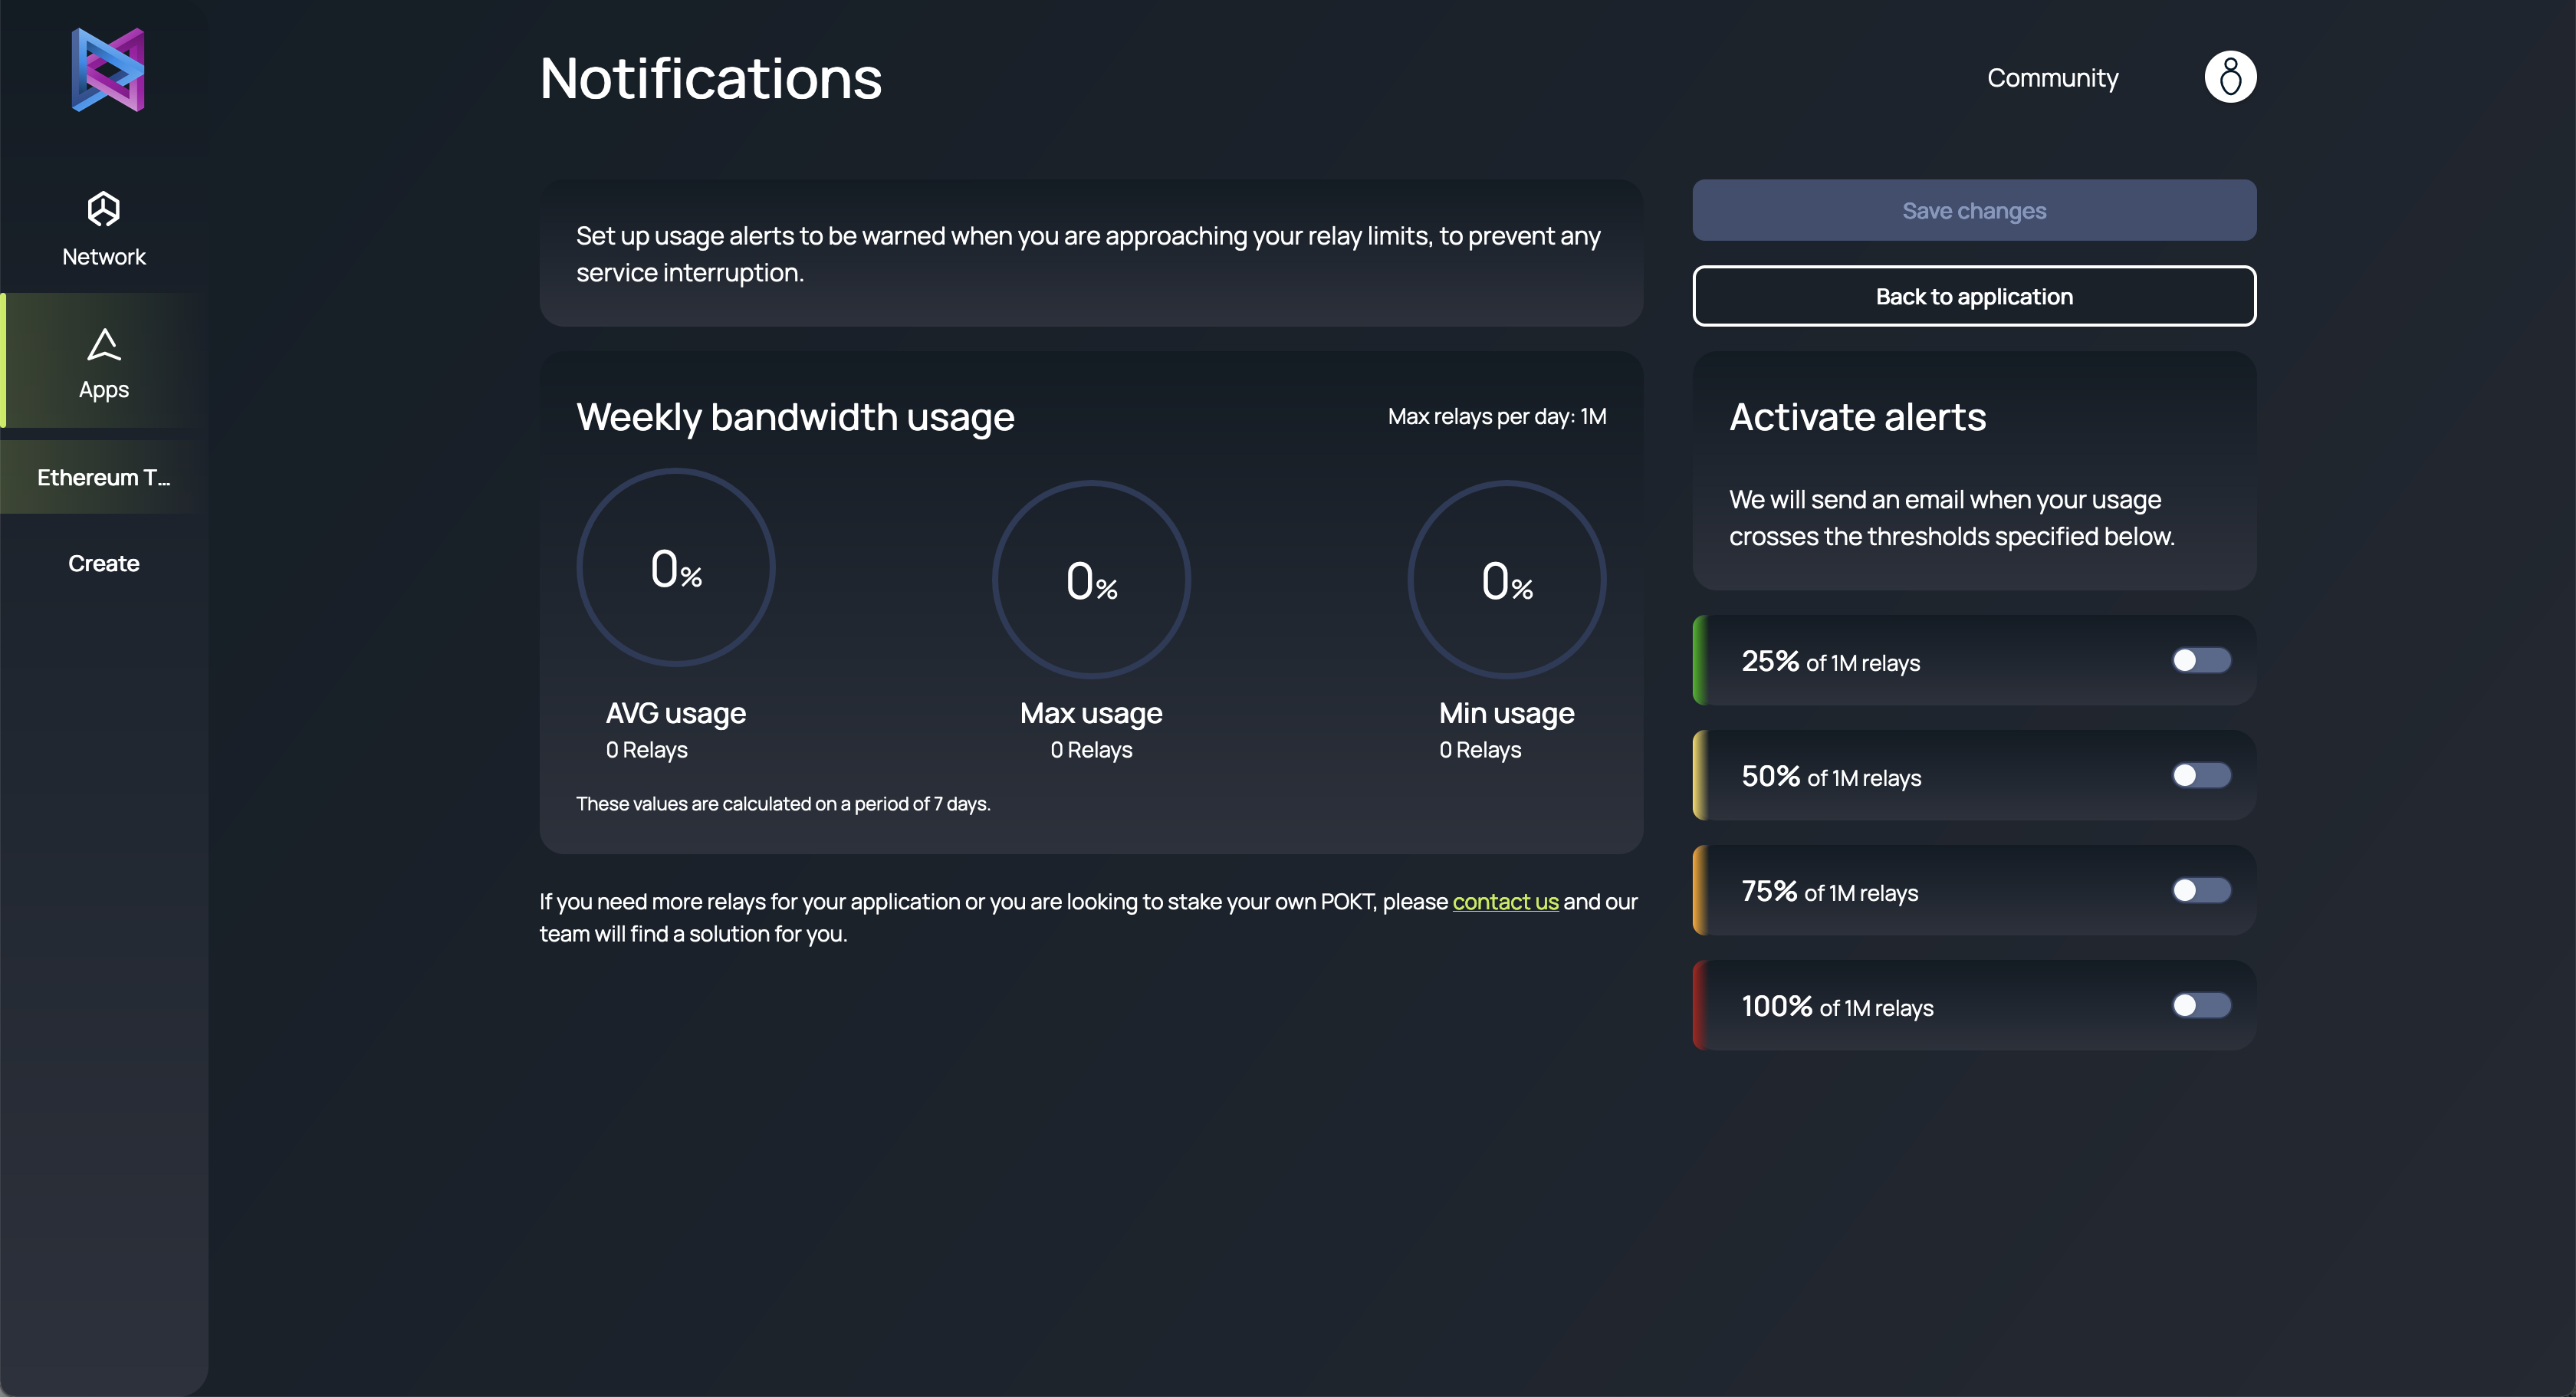 Notifications
Community
Network
Apps
Ethereum T...
Create
Set up usage alerts to be warned when you are approaching your relay limits, to prevent any
service interruption.
Save changes
Back to application
Weekly bandwidth usage
Max relays per day: 1M
0%
0%
0%
AVG usage
0 Relays
Max usage
0 Relays
Min usage
0 Relays
These values are calculated on a period of 7 days.
If you need more relays for your application or you are looking to stake your own POKT, please contact us and our
team will find a solution for you.
Activate alerts
We will send an email when your usage
crosses the thresholds specified below.
25% of 1M relays
50% of 1M relays
75% of 1M relays
100% of 1M relays